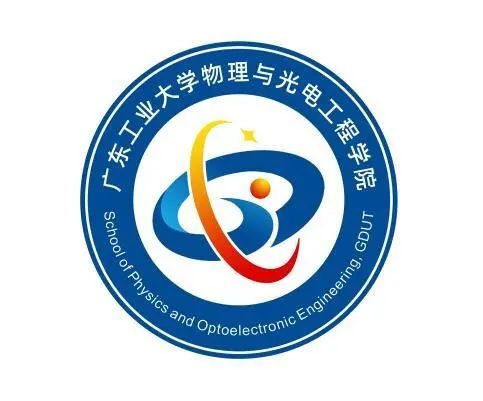 广东工业大学物理与光电工程学院
School of Physics and Optoelectronic Engineering, GDUT